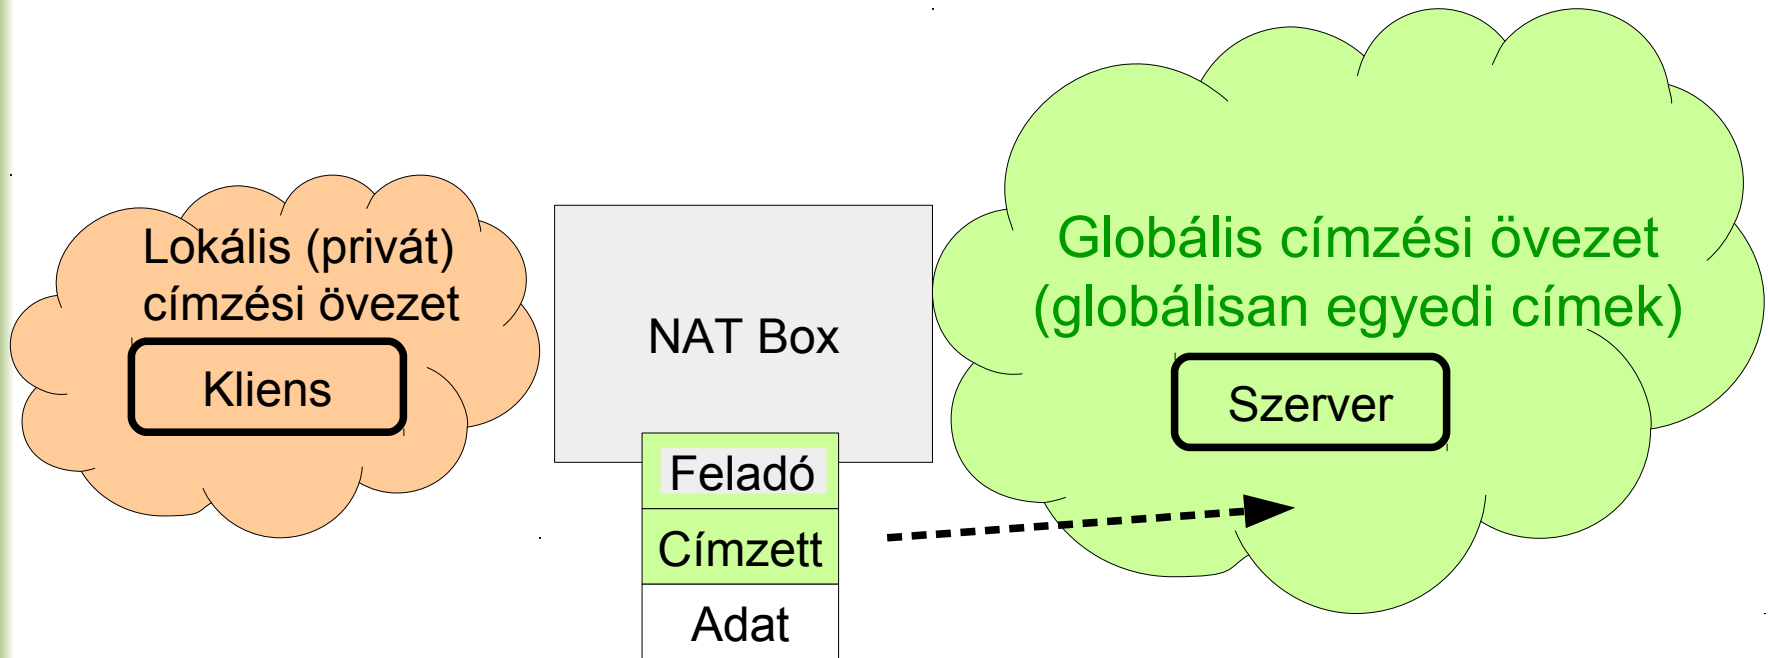 Lokális (privát)
címzési övezet
Kliens
NAT Box
Feladó
Címzett
Adat
Globális címzési övezet
(globálisan egyedi címek)
Szerver